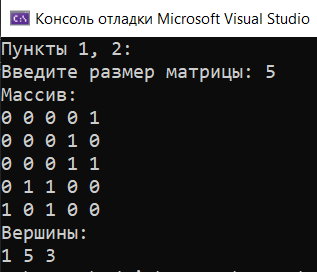 Консоль отладки Microsoft Visual Studio
Пункты 1, 2:
Введите размер матрицы: 5
Массив:
0 0 0 0 1
0 0 0 1 0
0 0 0 1 1
0 1 1 0 0
1 0 1 0 0
Вершины:
1 5 3